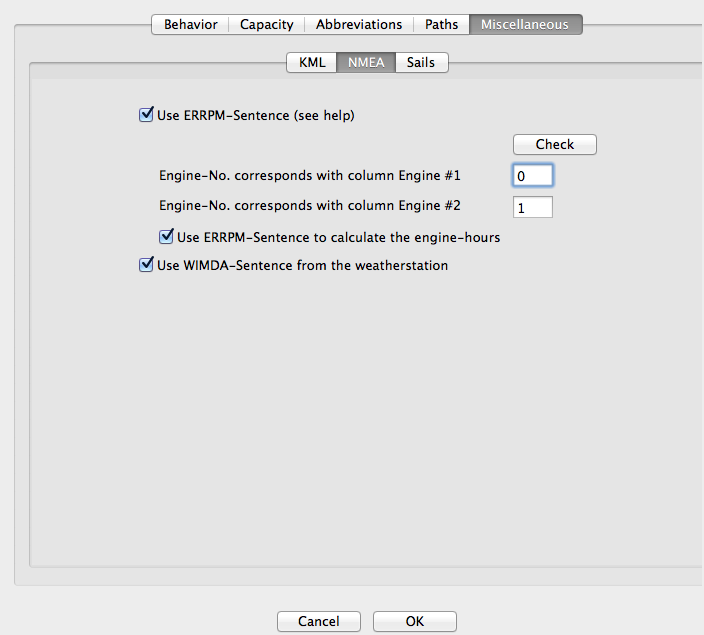 Behavior Capacity Abbreviations Paths Miscellaneous
KML NMEA Sails
Use ERRPM-Sentence (see help)
Check
Engine-No. corresponds with column Engine #1 0
Engine-No. corresponds with column Engine #2 1
Use ERRPM-Sentence to calculate the engine-hours
Use WIMDA-Sentence from the weatherstation
Cancel OK